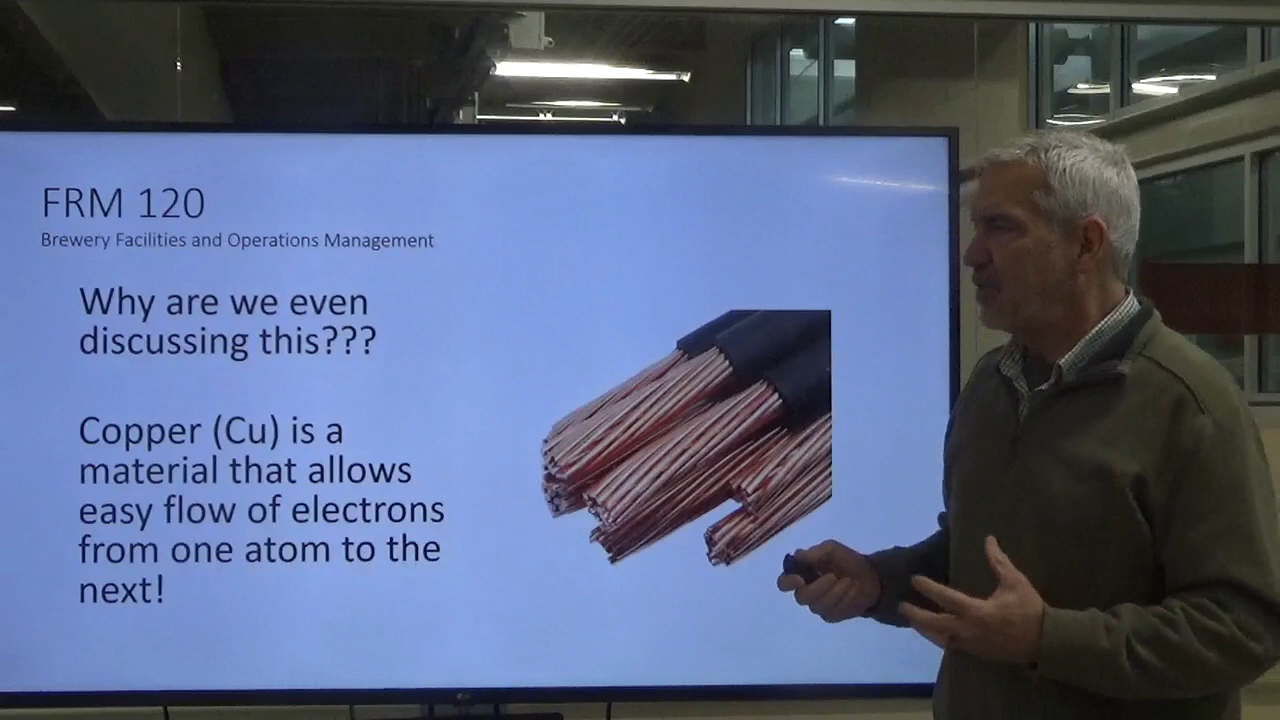 FRM 120
Brewery Facilities and Operations Management
Why are we even
discussing this???
Copper (Cu) is a
material that allows
easy flow of electrons
from one atom to the
next!